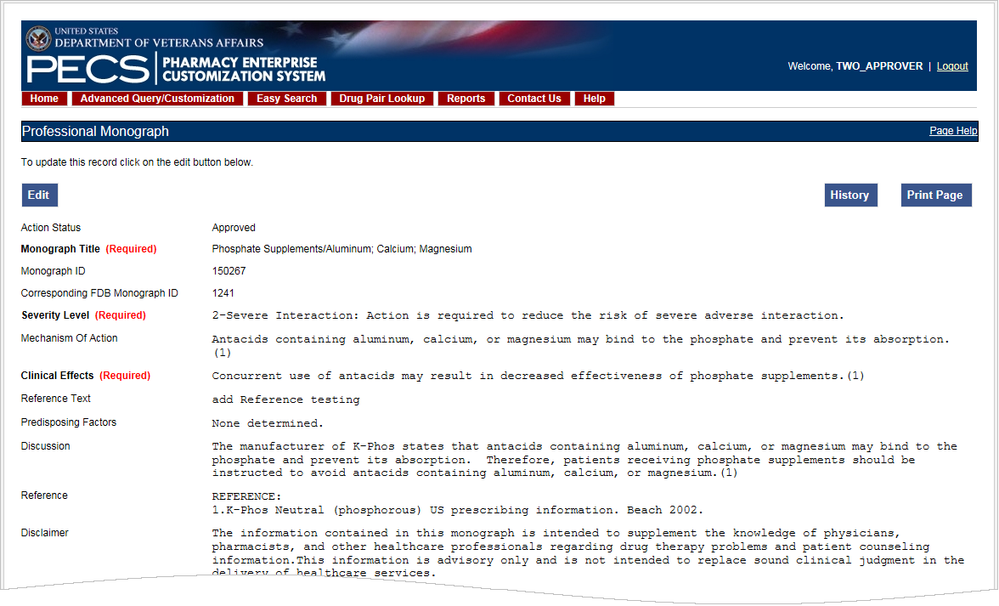 UNITED STATES
DEPARTMENT OF VETERANS AFFAIRS
PECS PHARMACY ENTERPRISE
CUSTOMIZATION SYSTEM
Welcome, TWO_APPROVER | Logout
Home Advanced Query/Customization Easy Search Drug Pair Lookup Reports Contact Us Help
Professional Monograph Page Help
To update this record click on the edit button below.
Edit History Print Page
Action Status Approved
Monograph Title (Required) Phosphate Supplements/Aluminum; Calcium; Magnesium
Monograph ID 150267
Corresponding FDB Monograph ID 1241
Severity Level (Required) 2-Severe Interaction: Action is required to reduce the risk of severe adverse interaction.
Mechanism Of Action Antacids containing aluminum, calcium, or magnesium may bind to the phosphate and prevent its absorption.
(1)
Clinical Effects (Required) Concurrent use of antacids may result in decreased effectiveness of phosphate supplements.(1)
Reference Text add Reference testing
Predisposing Factors None determined.
Discussion The manufacturer of K-Phos states that antacids containing aluminum, calcium, or magnesium may bind to the
phosphate and prevent its absorption.  Therefore, patients receiving phosphate supplements should be
instructed to avoid antacids containing aluminum, calcium, or magnesium.(1)
Reference REFERENCE:
1.K-Phos Neutral (phosphorous) US prescribing information. Beach 2002.
Disclaimer The information contained in this monograph is intended to supplement the knowledge of physicians,
pharmacists, and other healthcare professionals regarding drug therapy problems and patient counseling
information.This information is advisory only and is not intended to replace sound clinical judgment in the
delivery of healthcare services.